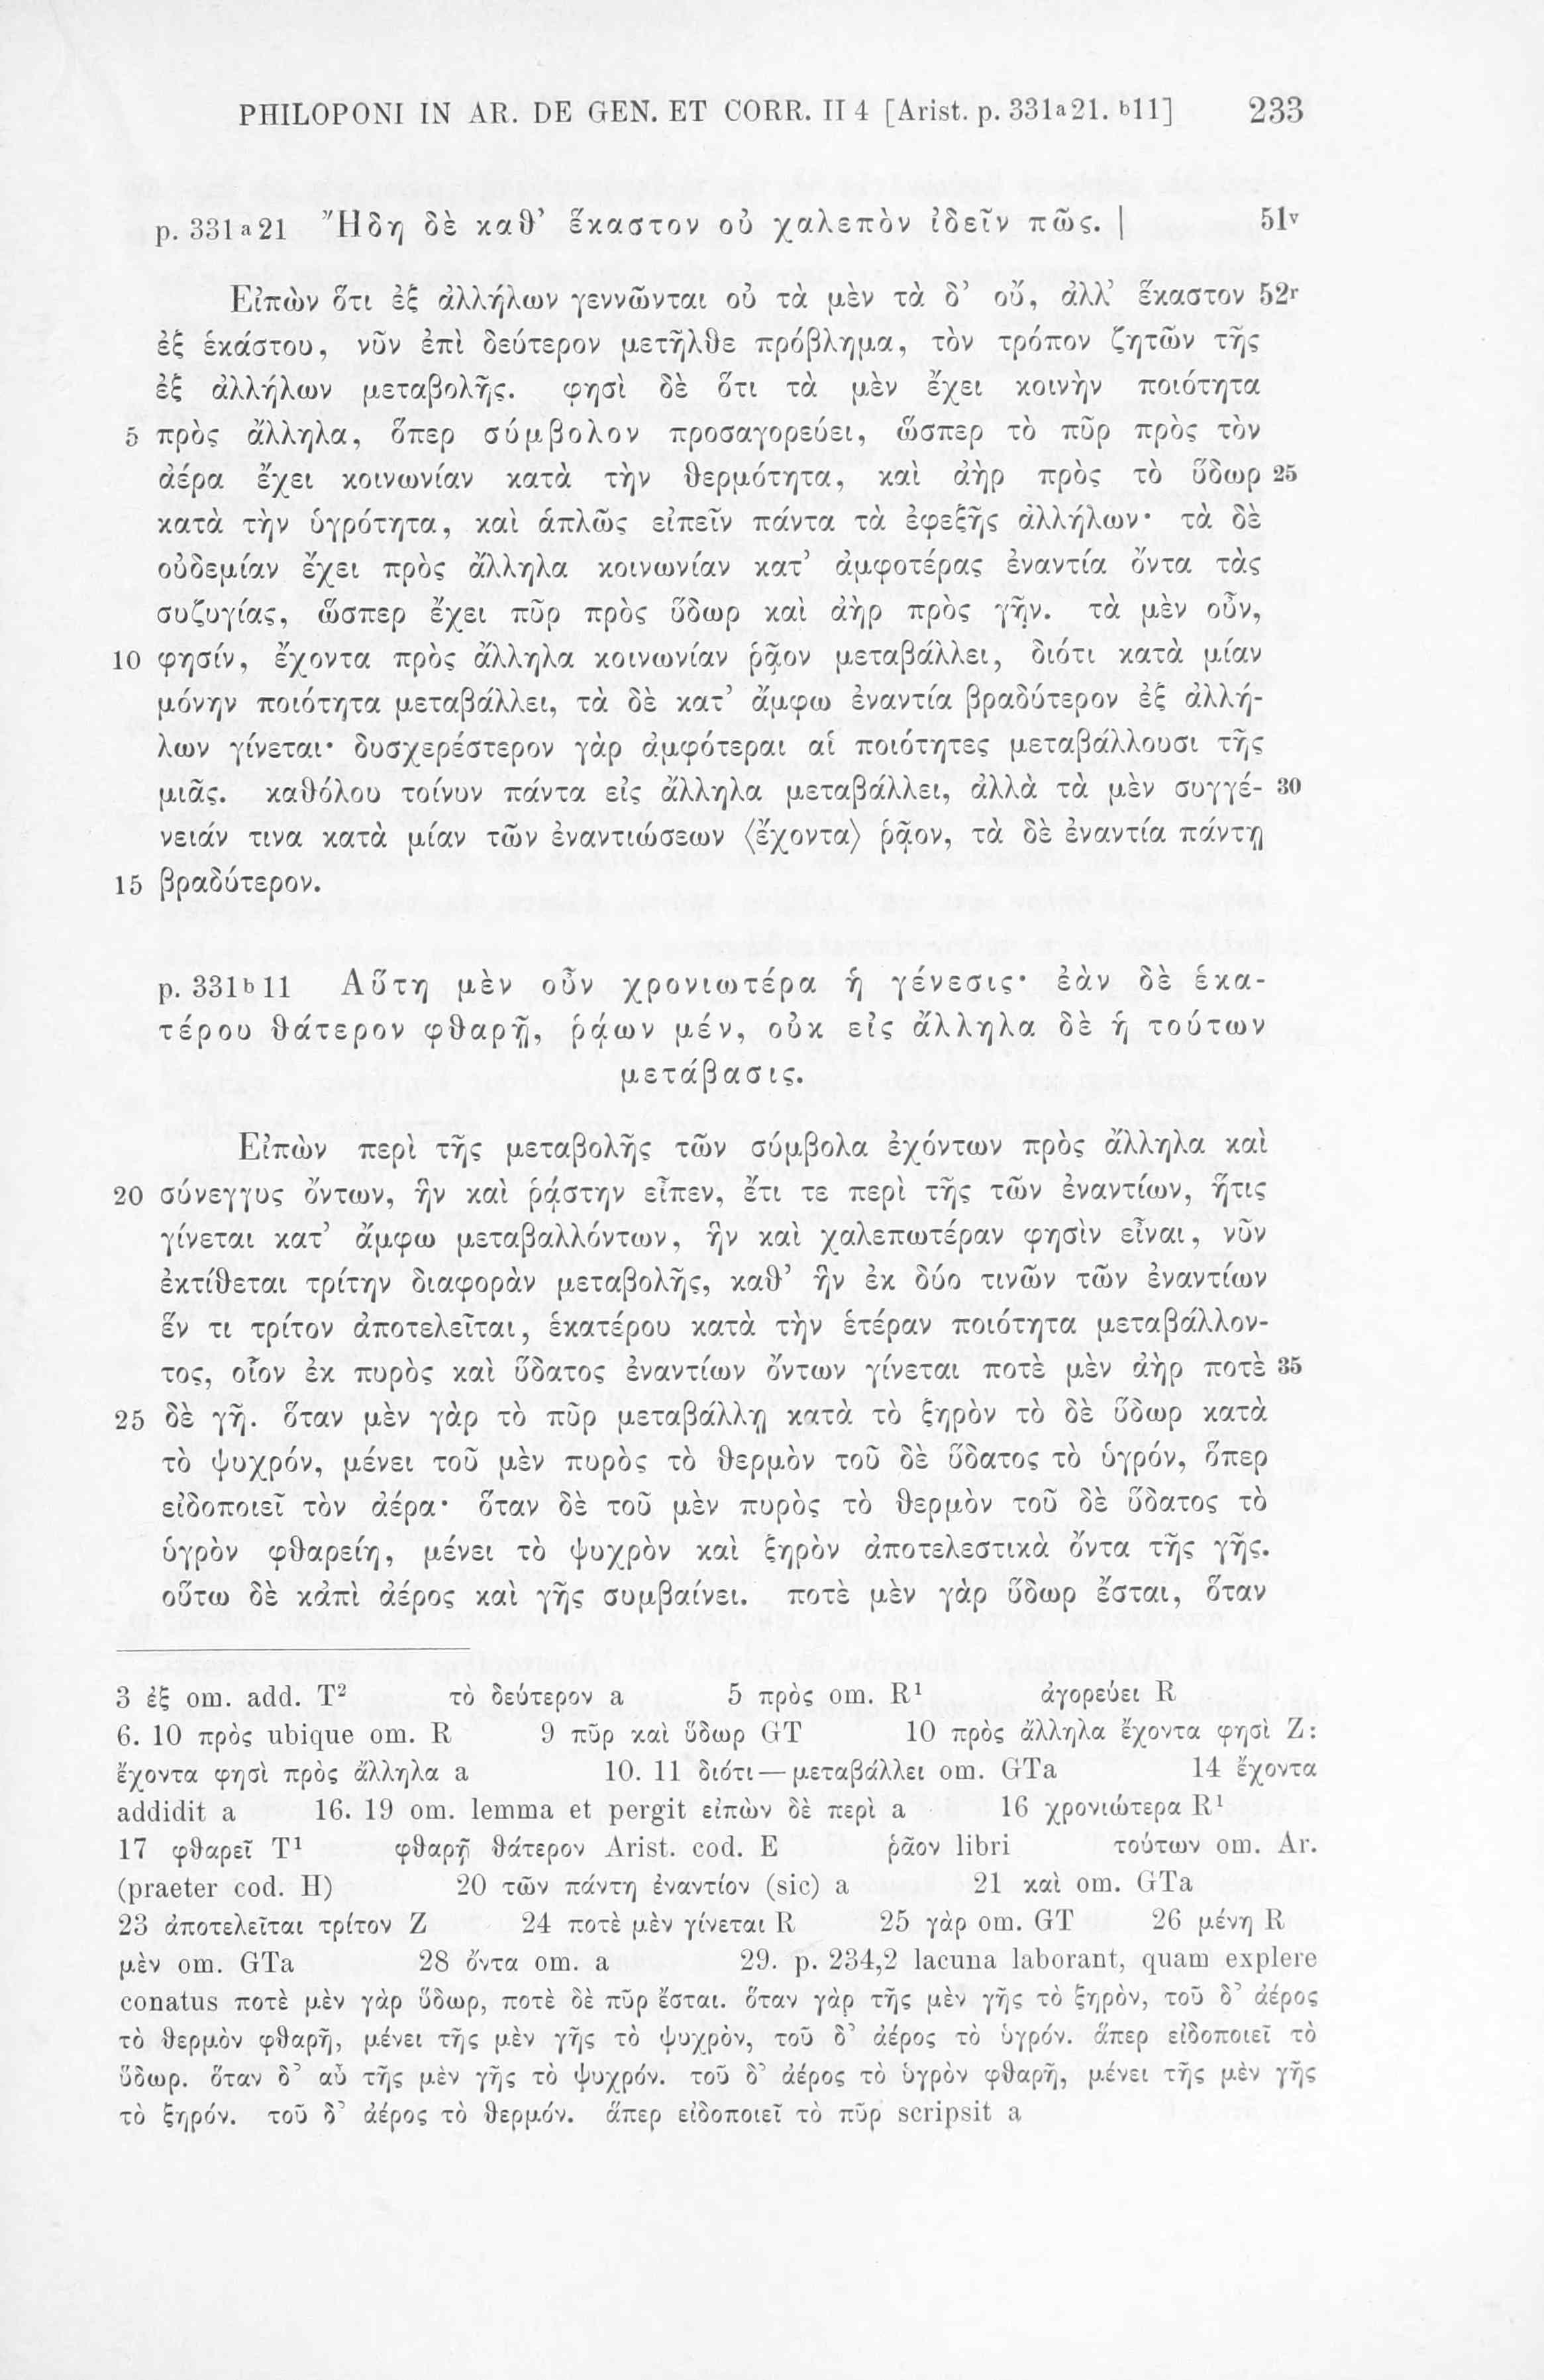 PHILOPONI IN AR. DE GEN. ET CORR. II 4 [Arist. p. 331a21. b11] 233
p. 331a21 Ἤδη δὲ καθ’ ἕκαστον οὐ χαλεπὸν ἰδεῖν πῶς. | 51v
Εἰπὼν ὅτι ἐξ ἀλλήλων γεννῶνται οὐ τὰ μὲν τὰ δ’ οὔ, ἀλλ’ ἕκαστον 52r
ἐξ ἑκάστου, νῦν ἐπὶ δεύτερον μετῆλθε πρόβλημα, τὸν τρόπον ζητῶν τῆς
ἐξ ἀλλήλων μεταβολῆς. φησὶ δὲ ὅτι τὰ μὲν ἔχει κοινὴν ποιότητα
5 πρὸς ἄλληλα, ὅπερ σύμβολον προσαγορεύει, ὥσπερ τὸ πῦρ πρὸς τὸν
ἀέρα ἔχει κοινωνίαν κατὰ τὴν θερμότητα, καὶ ἀὴρ πρὸς τὸ ὕδωρ 25
κατὰ τὴν ὑγρότητα, καὶ ἁπλῶς εἰπεῖν πάντα τὰ ἐφεξῆς ἀλλήλων· τὰ δὲ
οὐδεμίαν ἔχει πρὸς ἄλληλα κοινωνίαν κατ’ ἀμφοτέρας ἐναντία ὄντα τὰς
συζυγίας, ὥσπερ ἔχει πῦρ πρὸς ὕδωρ καὶ ἀὴρ πρὸς γῆν. τὰ μὲν οὖν,
10 φησίν, ἔχοντα πρὸς ἄλληλα κοινωνίαν ῥᾷον μεταβάλλει, διότι κατὰ μίαν
μόνην ποιότητα μεταβάλλει, τὰ δὲ κατ’ ἄμφω ἐναντία βραδύτερον ἐξ ἀλλή-
λων γίνεται· δυσχερέστερον γὰρ ἀμφότεραι αἱ ποιότητες μεταβάλλουσι τῆς
μιᾶς. καθόλου τοίνυν πάντα εἰς ἄλληλα μεταβάλλει, ἀλλὰ τὰ μὲν συγγέ- 30
νειάν τινα κατὰ μίαν τῶν ἐναντιώσεων ⟨ἔχοντα⟩ ῥᾷον, τὰ δὲ ἐναντία πάντῃ
15 βραδύτερον.
p. 331b11 Αὕτη μὲν οὖν χρονιωτέρα ἡ γένεσις· ἐὰν δὲ ἑκα-
τέρου θάτερον φθαρῇ, ῥᾴων μέν, οὐκ εἰς ἄλληλα δὲ ἡ τούτων
μετάβασις.
Εἰπὼν περὶ τῆς μεταβολῆς τῶν σύμβολα ἐχόντων πρὸς ἄλληλα καὶ
20 σύνεγγυς ὄντων, ἣν καὶ ῥᾴστην εἶπεν, ἔτι τε περὶ τῆς τῶν ἐναντίων, ἥτις
γίνεται κατ’ ἄμφω μεταβαλλόντων, ἣν καὶ χαλεπωτέραν φησὶν εἶναι, νῦν
ἐκτίθεται τρίτην διαφορὰν μεταβολῆς, καθ’ ἣν ἐκ δύο τινῶν τῶν ἐναντίων
ἕν τι τρίτον ἀποτελεῖται, ἑκατέρου κατὰ τὴν ἑτέραν ποιότητα μεταβάλλον-
τος, οἷον ἐκ πυρὸς καὶ ὕδατος ἐναντίων ὄντων γίνεται ποτὲ μὲν ἀὴρ ποτὲ 35
25 δὲ γῆ. ὅταν μὲν γὰρ τὸ πῦρ μεταβάλλῃ κατὰ τὸ ξηρὸν τὸ δὲ ὕδωρ κατὰ
τὸ ψυχρόν, μένει τοῦ μὲν πυρὸς τὸ θερμὸν τοῦ δὲ ὕδατος τὸ ὑγρόν, ὅπερ
εἰδοποιεῖ τὸν ἀέρα· ὅταν δὲ τοῦ μὲν πυρὸς τὸ θερμὸν τοῦ δὲ ὕδατος τὸ
ὑγρὸν φθαρείη, μένει τὸ ψυχρὸν καὶ ξηρὸν ἀποτελεστικὰ ὄντα τῆς γῆς.
οὕτω δὲ κἀπὶ ἀέρος καὶ γῆς συμβαίνει. ποτὲ μὲν γὰρ ὕδωρ ἔσται, ὅταν
3 ἐξ om. add. T² τὸ δεύτερον a 5 πρὸς om. R¹ ἀγορεύει R
6. 10 πρὸς ubique om. R 9 πῦρ καὶ ὕδωρ GT 10 πρὸς ἄλληλα ἔχοντα φησὶ Z:
ἔχοντα φησὶ πρὸς ἄλληλα a 10. 11 διότι—μεταβάλλει om. GTa 14 ἔχοντα
addidit a 16. 19 om. lemma et pergit εἰπὼν δὲ περὶ a 16 χρονιώτερα R¹
17 φθαρεῖ T¹ φθαρῇ θάτερον Arist. cod. E ῥᾶον libri τούτων om. Ar.
(praeter cod. H) 20 τῶν πάντη ἐναντίον (sic) a 21 καὶ om. GTa
23 ἀποτελεῖται τρίτον Z 24 ποτὲ μὲν γίνεται R 25 γὰρ om. GT 26 μένη R
μὲν om. GTa 28 ὄντα om. a 29. p. 234,2 lacuna laborant, quam explere
conatus ποτὲ μὲν γὰρ ὕδωρ, ποτὲ δὲ πῦρ ἔσται. ὅταν γὰρ τῆς μὲν γῆς τὸ ξηρὸν, τοῦ δ’ ἀέρος
τὸ θερμὸν φθαρῆ, μένει τῆς μὲν γῆς τὸ ψυχρὸν, τοῦ δ’ ἀέρος τὸ ὑγρόν. ἅπερ εἰδοποιεῖ τὸ
ὕδωρ. ὅταν δ’ αὖ τῆς μὲν γῆς τὸ ψυχρόν. τοῦ δ’ ἀέρος τὸ ὑγρὸν φθαρῆ, μένει τῆς μὲν γῆς
τὸ ξηρόν. τοῦ δ’ ἀέρος τὸ θερμόν. ἅπερ εἰδοποιεῖ τὸ πῦρ scripsit a